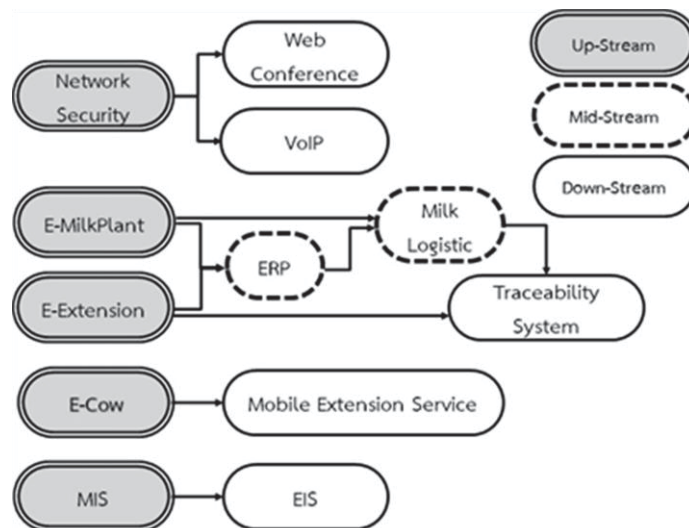 Network
Security
Web
Conference
VoIP
Up-Stream
Mid-Stream
Down-Stream
E-MilkPlant
E-Extension
ERP
Milk
Logistic
Traceability
System
E-Cow
Mobile Extension Service
MIS
EIS